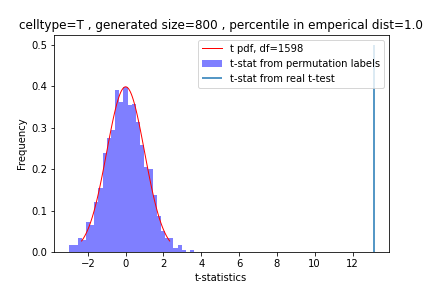 celltype=T , generated size=800 , percentile in emperical dist=1.0
t pdf, df=1598
t-stat from permutation labels
t-stat from real t-test
Frequency
0.5
0.4
0.3
0.2
0.1
0.0
−2 0 2 4 6 8 10 12
t-statistics